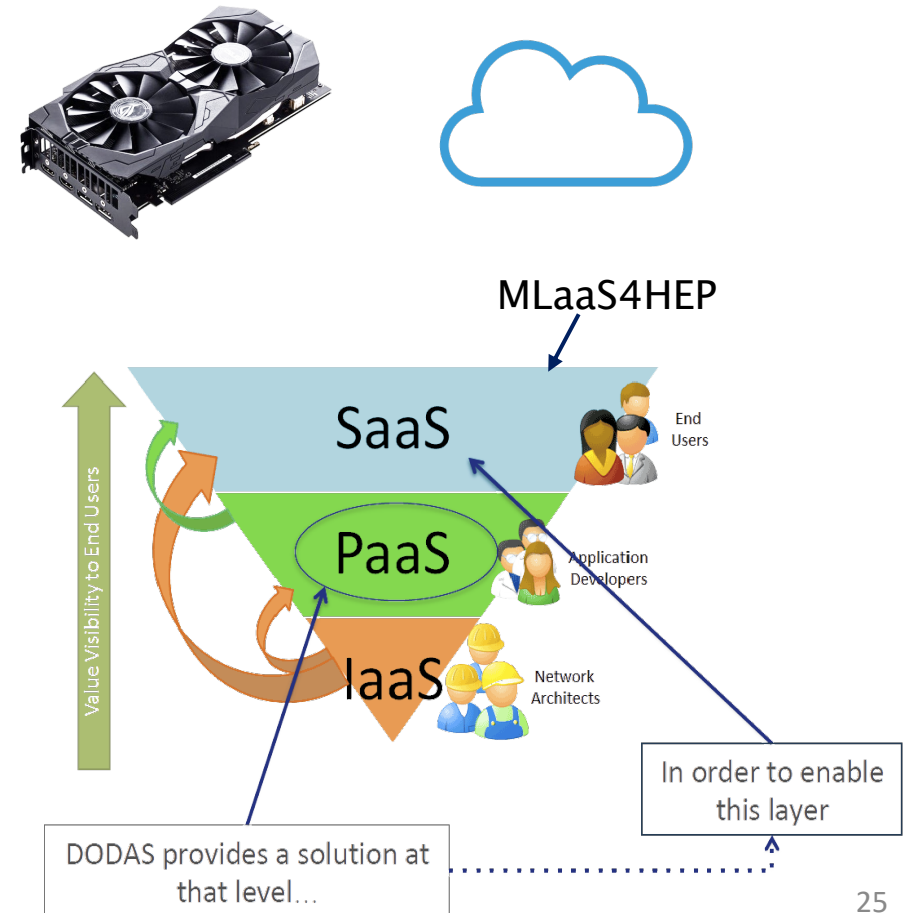 MLaaS4HEP
SaaS
End
Users
Value Visibility to End Users
PaaS
Application
Developers
IaaS
Network
Architects
In order to enable
this layer
DODAS provides a solution at
that level...
25